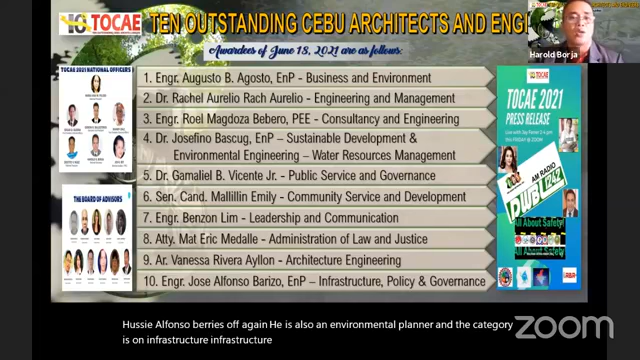 TOCAE
TEN OUTSTANDING CEBU ARCHITECTS AND ENGI
Harold Borja
Awardees of June 18, 2021 are as follows:
TOCAE 2021 NATIONAL OFFICERS
THE BOARD OF ADVISORS
1. Engr. Augusto B. Agosto, EnP - Business and Environment
2. Dr. Rachel Aurelio Rach Aurelio - Engineering and Management
3. Engr. Roel Magdoza Bebero, PEE - Consultancy and Engineering
4. Dr. Josefino Bascug, EnP – Sustainable Development &
Environmental Engineering – Water Resources Management
5. Dr. Gamaliel B. Vicente Jr. - Public Service and Governance
6. Sen. Cand. Mallillin Emily - Community Service and Development
7. Engr. Benzon Lim - Leadership and Communication
8. Atty. Mat Eric Medalle - Administration of Law and Justice
9. Ar. Vanessa Rivera Ayllon - Architecture Engineering
10. Engr. Jose Alfonso Barizo, EnP – Infrastructure, Policy & Governance
TOCAE
TOCAE 2021
PRESS RELEASE
AM RADIO
DWBL 1242
All About Safety!
Hussie Alfonso berries off again He is also an environmental planner and the category
is on infrastructure infrastructure
zoom